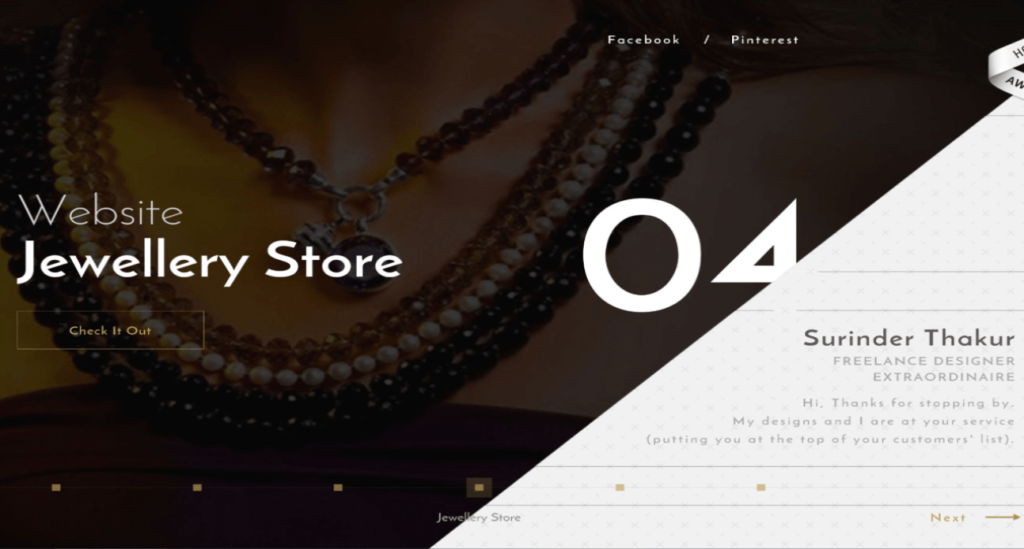 Facebook / Pinterest
Website
Jewellery Store
Check It Out
04
Surinder Thakur
FREELANCE DESIGNER
EXTRAORDINAIRE
Hi, Thanks for stopping by.
My designs and I are at your service
(putting you at the top of your customers' list).
Jewellery Store
Next